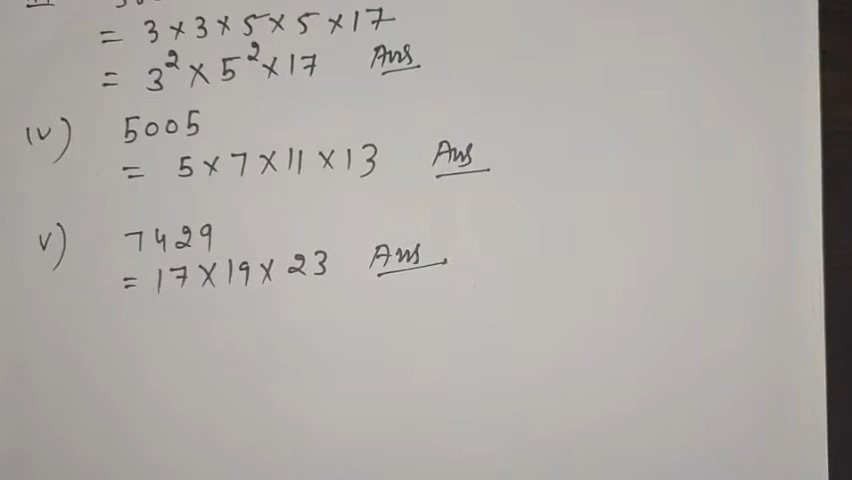 = 3 × 3 × 5 × 5 × 17
= 3² × 5² × 17 Ans
iv) 5005
= 5 × 7 × 11 × 13 Ans
v) 7429
= 17 × 19 × 23 Ans.